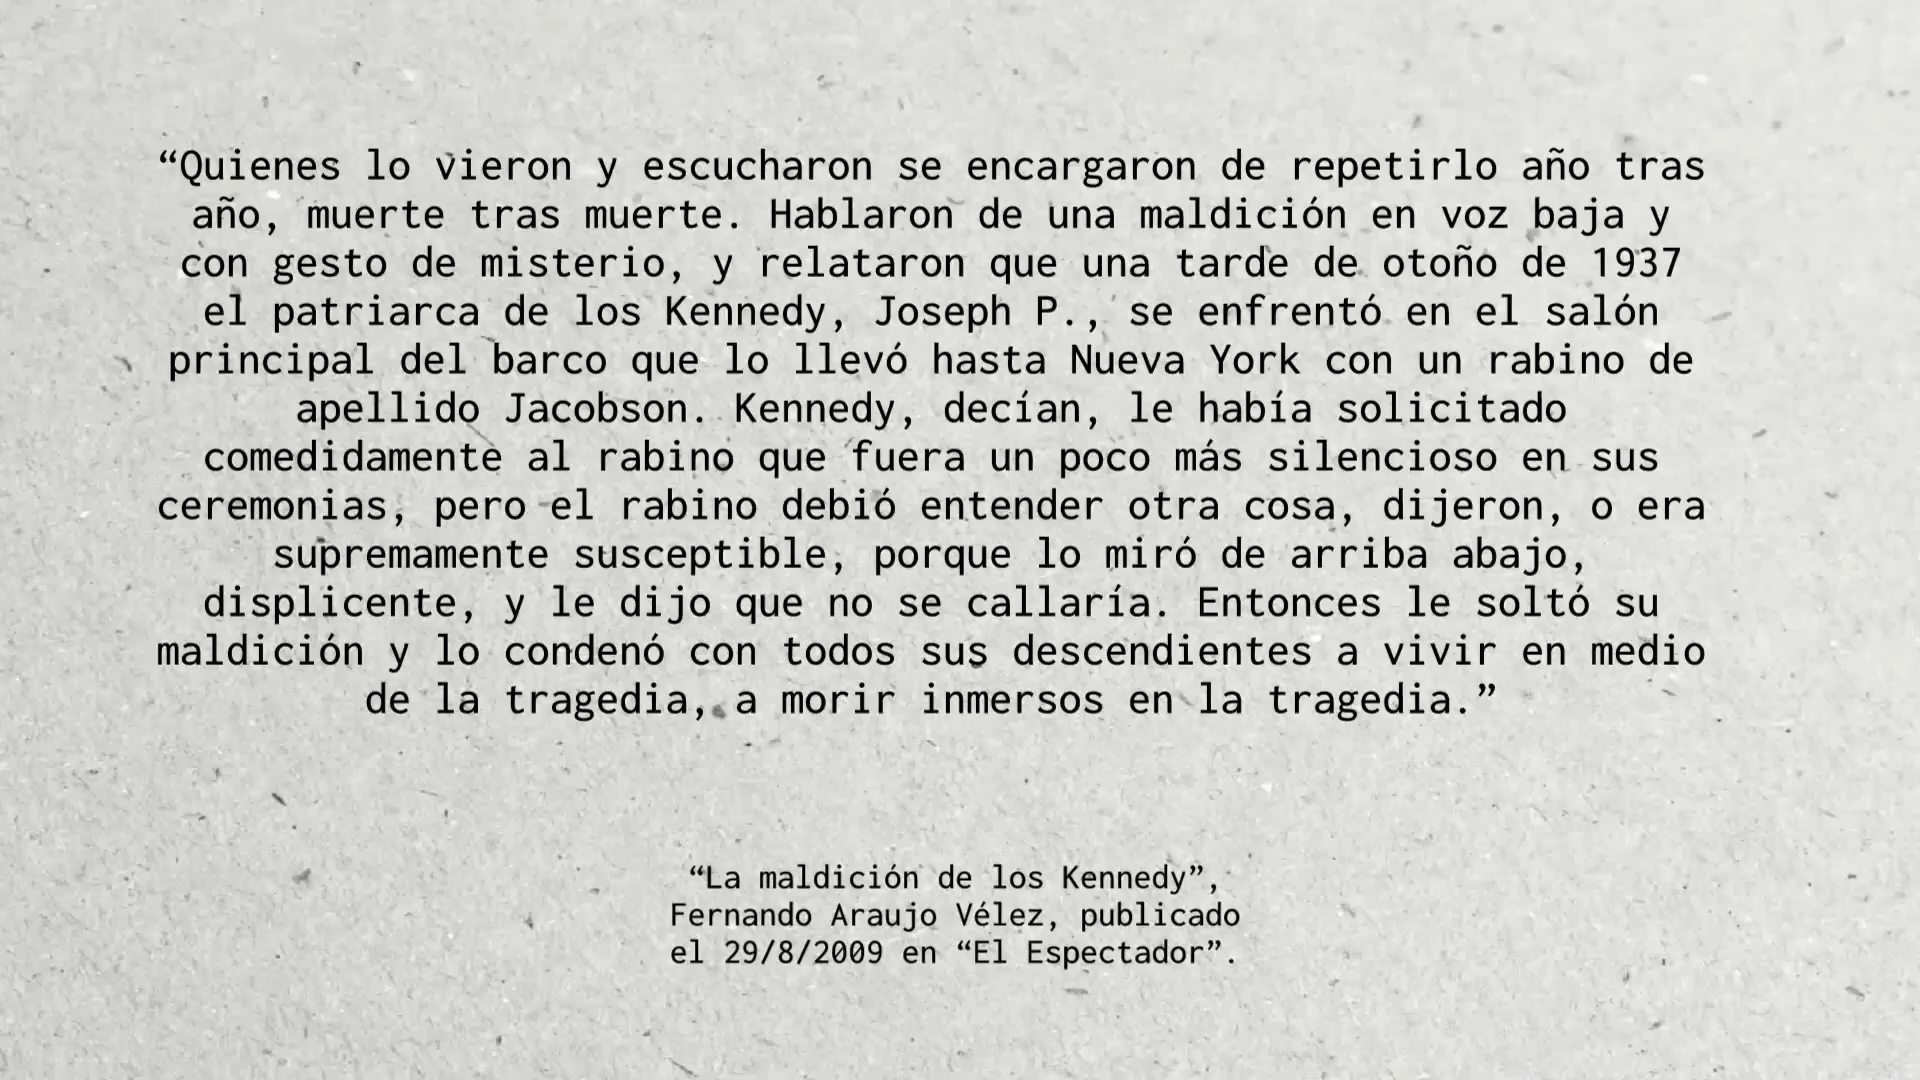 “Quienes lo vieron y escucharon se encargaron de repetirlo año tras
año, muerte tras muerte. Hablaron de una maldición en voz baja y
con gesto de misterio, y relataron que una tarde de otoño de 1937
el patriarca de los Kennedy, Joseph P., se enfrentó en el salón
principal del barco que lo llevó hasta Nueva York con un rabino de
apellido Jacobson. Kennedy, decían, le había solicitado
comedidamente al rabino que fuera un poco más silencioso en sus
ceremonias, pero el rabino debió entender otra cosa, dijeron, o era
supremamente susceptible, porque lo miró de arriba abajo,
displicente, y le dijo que no se callaría. Entonces le soltó su
maldición y lo condenó con todos sus descendientes a vivir en medio
de la tragedia, a morir inmersos en la tragedia.”
“La maldición de los Kennedy”,
Fernando Araujo Vélez, publicado
el 29/8/2009 en “El Espectador”.